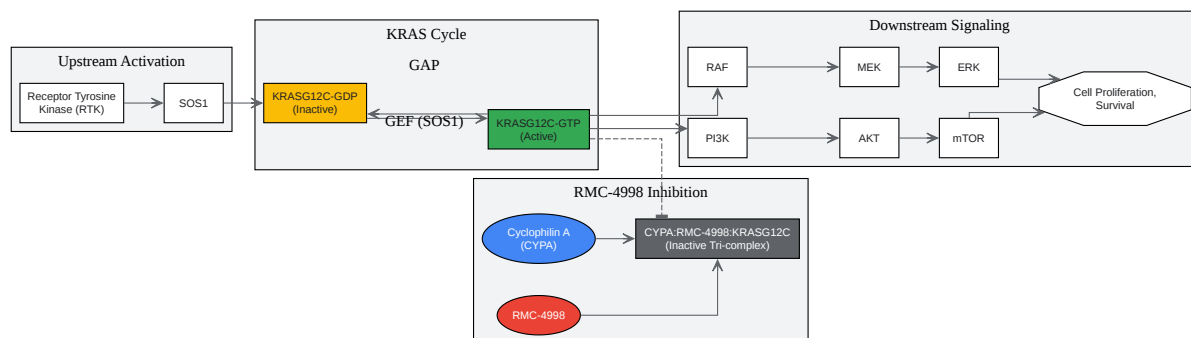 Upstream Activation
Receptor Tyrosine
Kinase (RTK)
SOS1
KRAS Cycle
GAP
KRASG12C-GDP
(Inactive)
GEF (SOS1)
KRASG12C-GTP
(Active)
Downstream Signaling
RAF
MEK
ERK
PI3K
AKT
mTOR
Cell Proliferation,
Survival
RMC-4998 Inhibition
Cyclophilin A
(CYPA)
CYPA:RMC-4998:KRASG12C
(Inactive Tri-complex)
RMC-4998